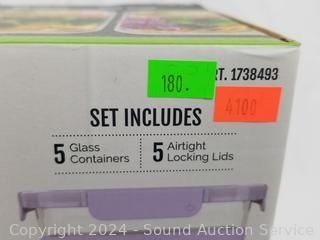 180.
RT. 1738493
4100
SET INCLUDES
5 Glass Containers
5 Airtight Locking Lids
Copyright © 2024 - Sound Auction Service